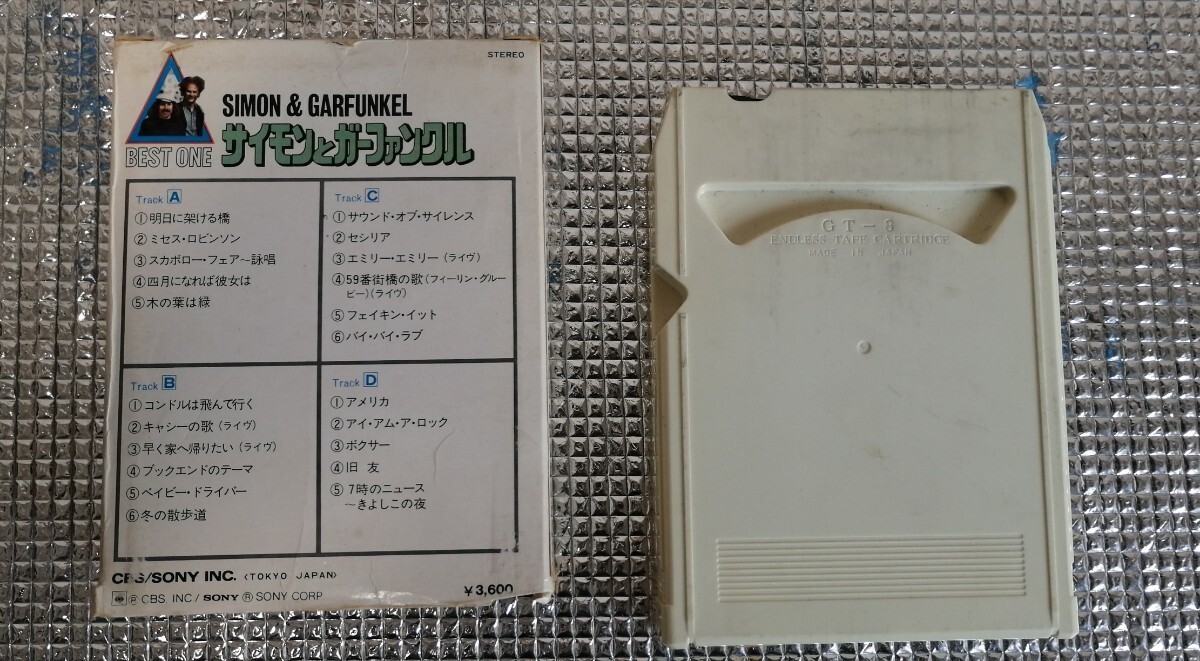 STEREO
SIMON & GARFUNKEL
サイモンとガーファンクル
BEST ONE
Track A
①明日に架ける橋
②ミセス・ロビンソン
③スカボロー・フェア〜詠唱
④四月になれば彼女は
⑤木の葉は緑
Track B
①コンドルは飛んで行く
②キャシーの歌(ライヴ)
③早く家へ帰りたい(ライヴ)
④ブックエンドのテーマ
⑤ベイビー・ドライバー
⑥冬の散歩道
Track C
①サウンド・オブ・サイレンス
②セシリア
③エミリー・エミリー(ライヴ)
④59番街橋の歌(フィーリン・グルー
ビー)(ライヴ)
⑤フェイキン・イット
⑥バイ・バイ・ラブ
Track D
①アメリカ
②アイ・アム・ア・ロック
③ボクサー
④旧 友
⑤7時のニュース
〜きよしこの夜
CBS/SONY INC. <TOKYO JAPAN>
Ⓟ CBS. INC / SONY Ⓡ SONY CORP
¥3,600
GT-8
ENDLESS TAPE CARTRIDGE
MADE IN JAPAN